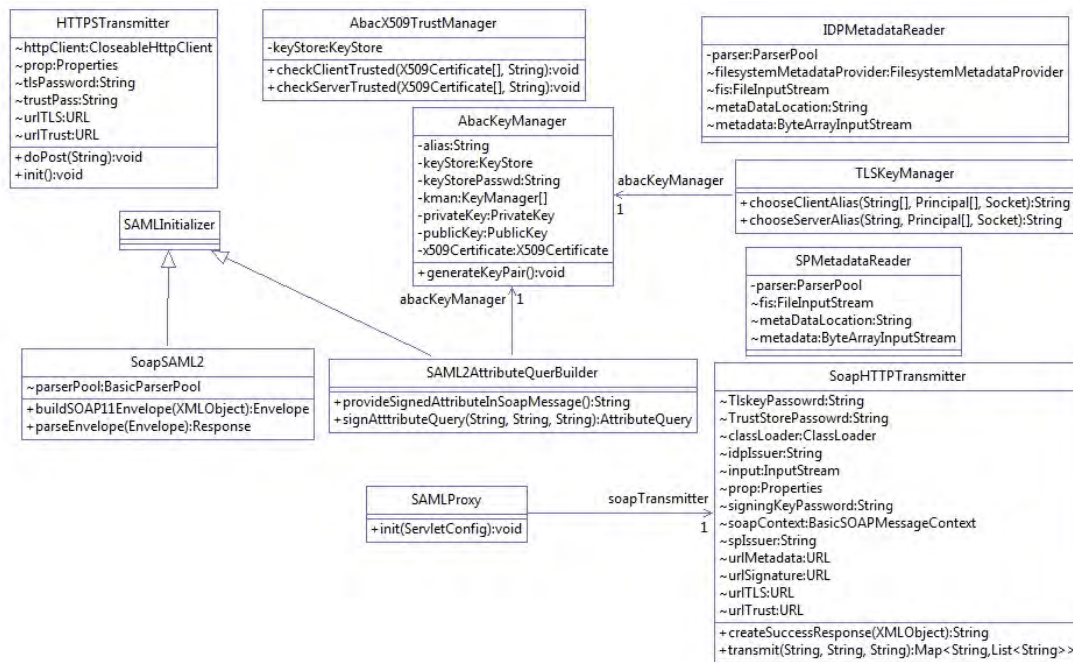 HTTPSTransmitter
~httpClient:CloseableHttpClient
~prop:Properties
~tlsPassword:String
~trustPass:String
~urlTLS:URL
~urlTrust:URL
+doPost(String):void
+init():void
AbacX509TrustManager
-keyStore:KeyStore
+checkClientTrusted(X509Certificate[], String):void
+checkServerTrusted(X509Certificate[], String):void
IDPMetadataReader
-parser:ParserPool
~filesystemMetadataProvider:FilesystemMetadataProvider
~fis:FileInputStream
~metaDataLocation:String
~metadata:ByteArrayInputStream
AbacKeyManager
-alias:String
-keyStore:KeyStore
-keyStorePasswd:String
-kman:KeyManager[]
-privateKey:PrivateKey
-publicKey:PublicKey
-x509Certificate:X509Certificate
+generateKeyPair():void
abacKeyManager
1
TLSKeyManager
+chooseClientAlias(String[], Principal[], Socket):String
+chooseServerAlias(String, Principal[], Socket):String
SAMLInitializer
SPMetadataReader
-parser:ParserPool
~fis:FileInputStream
~metaDataLocation:String
~metadata:ByteArrayInputStream
abacKeyManager
1
SoapSAML2
~parserPool:BasicParserPool
+buildSOAP11Envelope(XMLObject):Envelope
+parseEnvelope(Envelope):Response
SAML2AttributeQuerBuilder
+provideSignedAttributeInSoapMessage():String
+signAtttributeQuery(String, String, String):AttributeQuery
SoapHTTPTransmitter
~TlskeyPassowrd:String
~TrustStorePassowrd:String
~classLoader:ClassLoader
~idpIssuer:String
~input:InputStream
~prop:Properties
~signingKeyPassword:String
~soapContext:BasicSOAPMessageContext
~spIssuer:String
~urlMetadata:URL
~urlSignature:URL
~urlTLS:URL
~urlTrust:URL
+createSuccessResponse(XMLObject):String
+transmit(String, String, String):Map<String,List<String>>
SAMLProxy
+init(ServletConfig):void
soapTransmitter
1